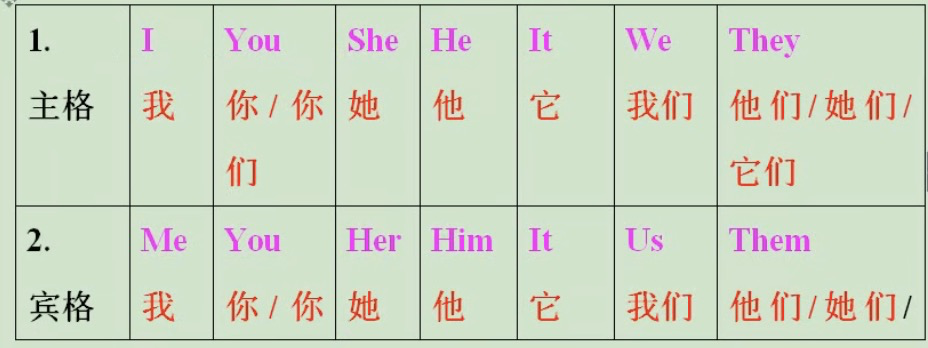 1. I You She He It We They
主格 我 你 / 你 她 他 它 我们 他们/她们/
们 它们
2. Me You Her Him It Us Them
宾格 我 你 / 你 她 他 它 我们 他们/她们/